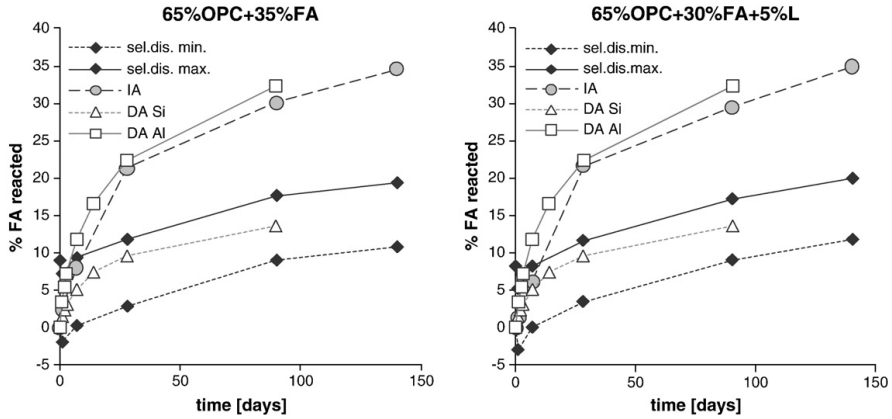 65%OPC+35%FA
40
35
30
25
20
15
10
5
0
-5
% FA reacted
sel.dis. min.
sel.dis. max.
IA
DA Si
DA Al
0
50
100
150
time [days]
65%OPC+30%FA+5%L
40
35
30
25
20
15
10
5
0
-5
% FA reacted
sel.dis.min.
sel.dis.max.
IA
DA Si
DA Al
0
50
100
150
time [days]